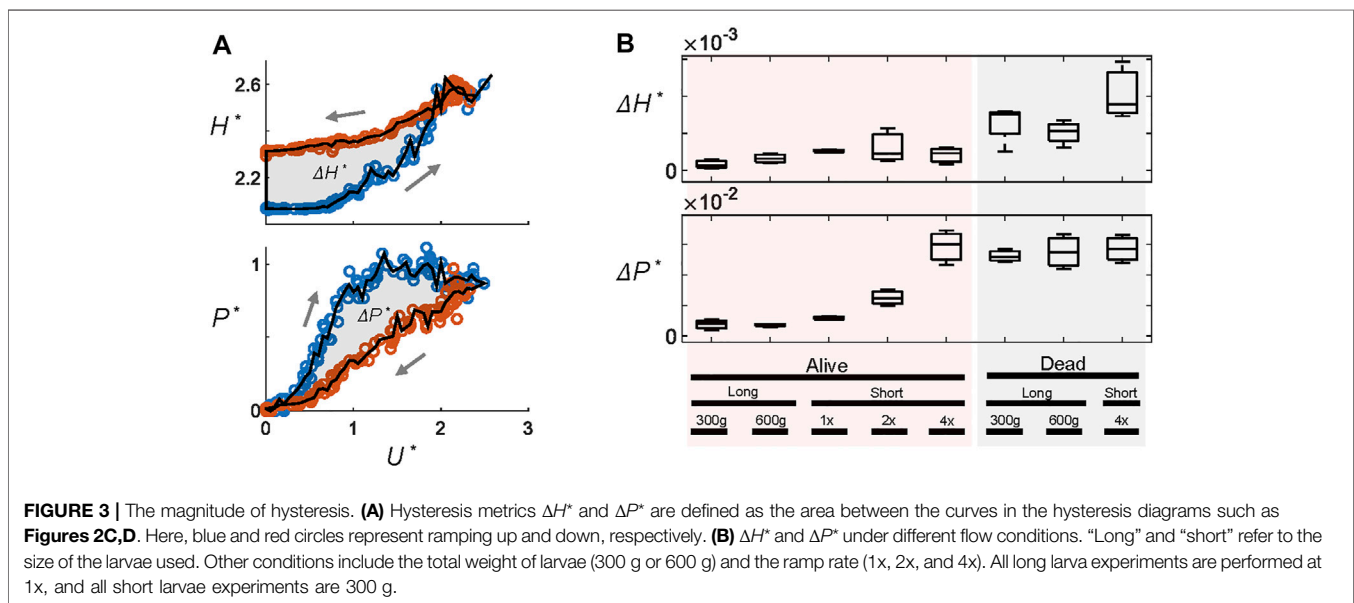 A
2.6
H*
2.2
ΔH*
1
P*
ΔP*
0
0 1 2 3
U*
B
×10⁻³
ΔH*
0
×10⁻²
ΔP*
0
Alive Dead
Long Short Long Short
300g 600g 1x 2x 4x 300g 600g 4x
FIGURE 3 | The magnitude of hysteresis. (A) Hysteresis metrics ΔH* and ΔP* are defined as the area between the curves in the hysteresis diagrams such as
Figures 2C,D. Here, blue and red circles represent ramping up and down, respectively. (B) ΔH* and ΔP* under different flow conditions. “Long” and “short” refer to the
size of the larvae used. Other conditions include the total weight of larvae (300 g or 600 g) and the ramp rate (1x, 2x, and 4x). All long larva experiments are performed at
1x, and all short larvae experiments are 300 g.